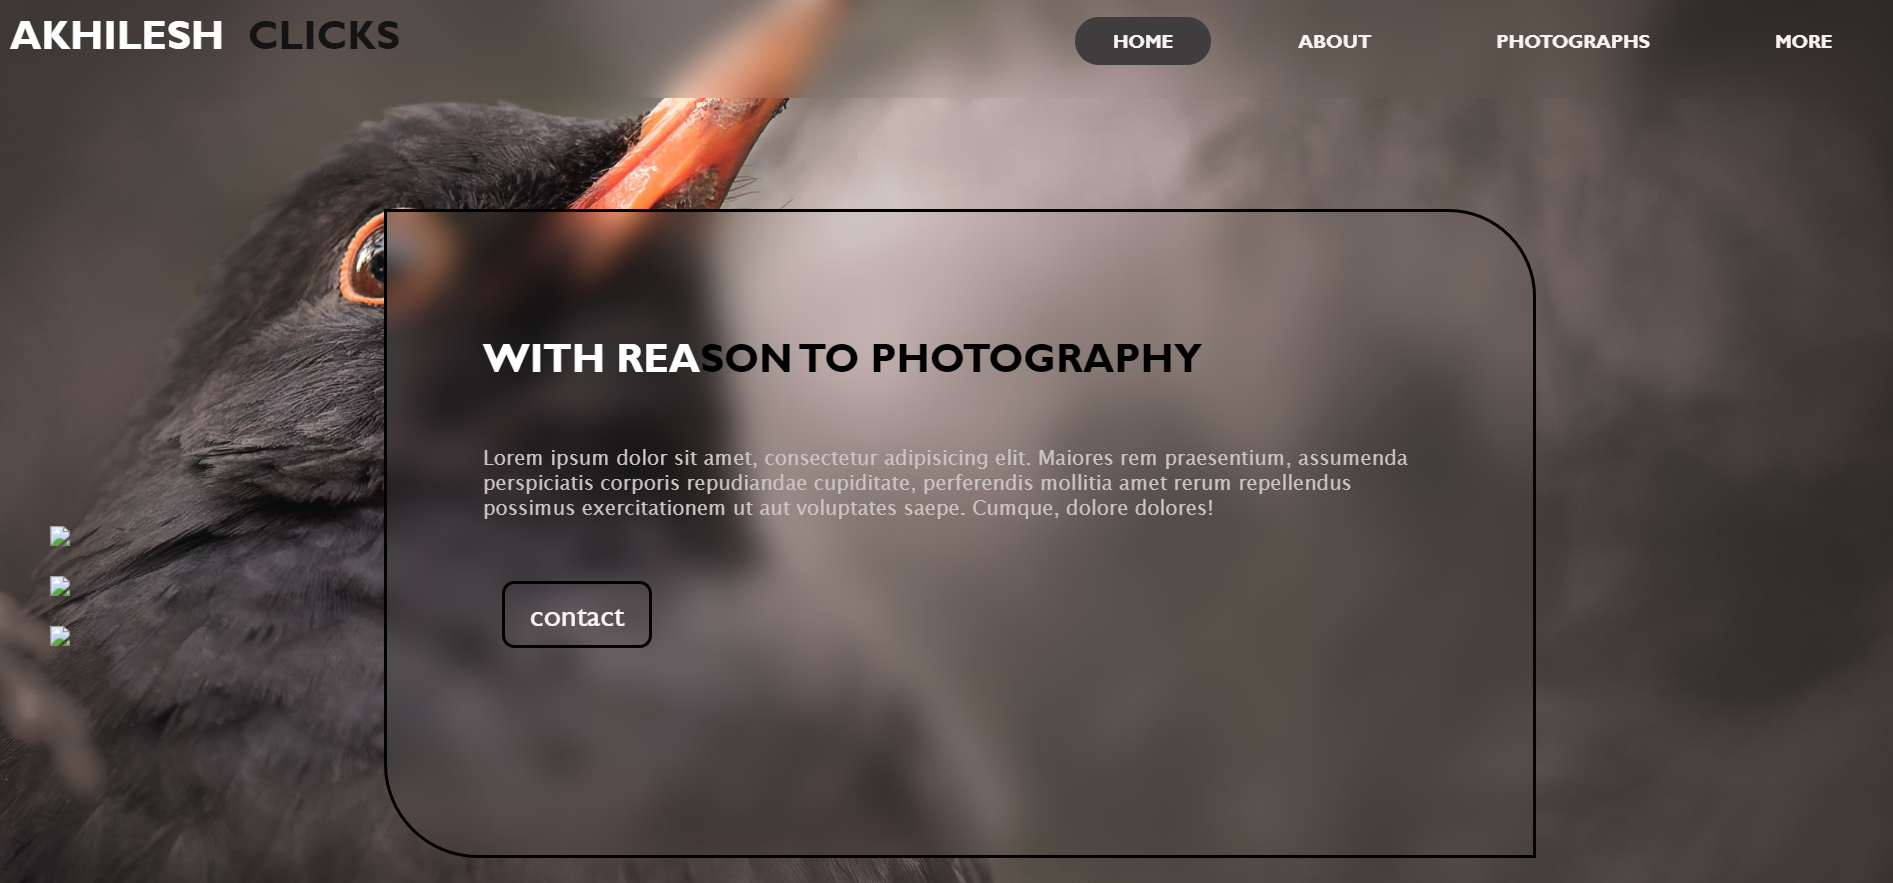 AKHILESH CLICKS
HOME ABOUT PHOTOGRAPHS MORE
WITH REASON TO PHOTOGRAPHY
Lorem ipsum dolor sit amet, consectetur adipisicing elit. Maiores rem praesentium, assumenda
perspiciatis corporis repudiandae cupiditate, perferendis mollitia amet rerum repellendus
possimus exercitationem ut aut voluptates saepe. Cumque, dolore dolores!
contact